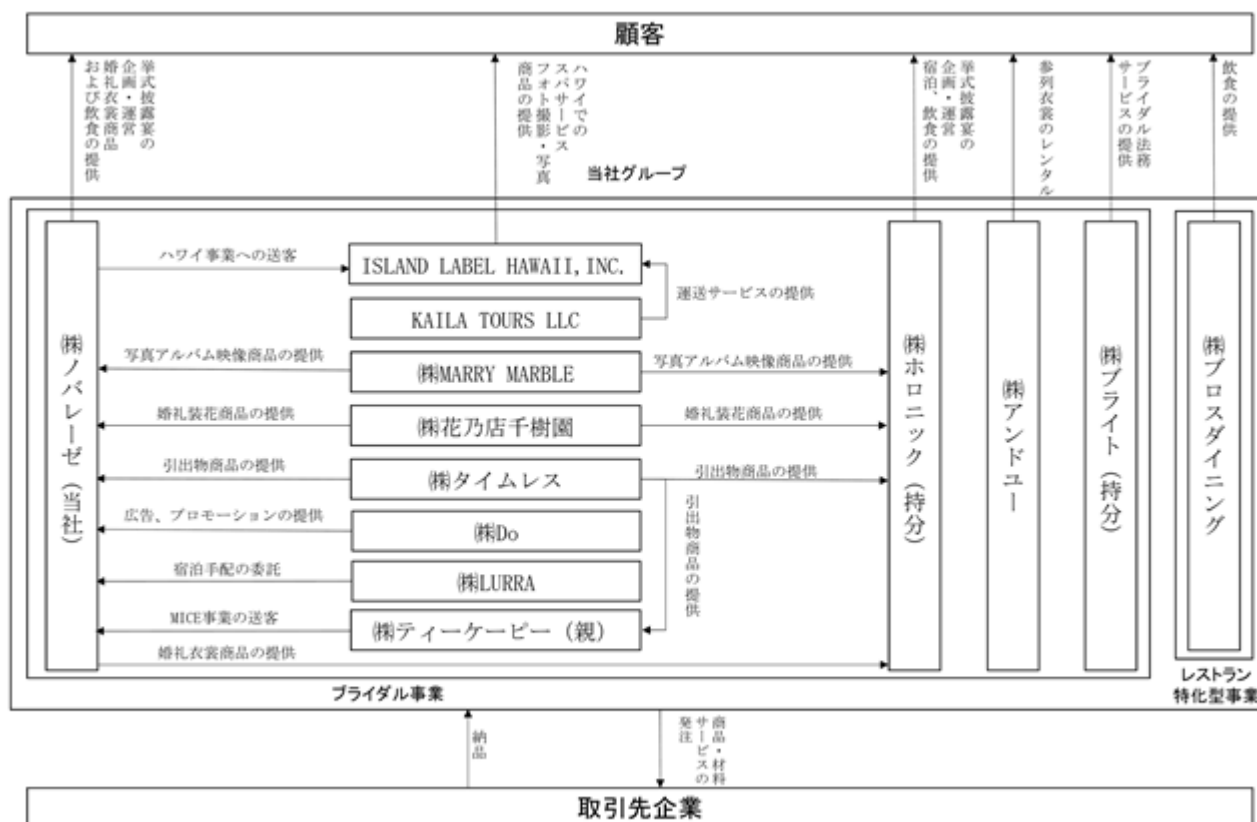 顧客
挙式披露宴の
企画・運営
婚礼衣裳商品
および飲食の提供
ハワイでの
スパサービス
フォト撮影・写真
商品の提供
挙式披露宴の
企画・運営
宿泊、飲食の提供
参列衣裳のレンタル
ブライダル法務
サービスの提供
飲食の提供
当社グループ
㈱ノバレーゼ（当社）
ハワイ事業への送客
ISLAND LABEL HAWAII,INC.
運送サービスの提供
KAILA TOURS LLC
写真アルバム映像商品の提供
㈱MARRY MARBLE
写真アルバム映像商品の提供
婚礼装花商品の提供
㈱花乃店千樹園
婚礼装花商品の提供
引出物商品の提供
㈱タイムレス
引出物商品の提供
引出物商品の提供
広告、プロモーションの提供
㈱Do
宿泊手配の委託
㈱LURRA
MICE事業の送客
㈱ティーケーピー（親）
婚礼衣裳商品の提供
㈱ホロニック（持分）
㈱アンドユー
㈱ブライト（持分）
㈱ブロスダイニング
ブライダル事業
レストラン
特化型事業
納品
商品・材料
サービスの
発注
取引先企業